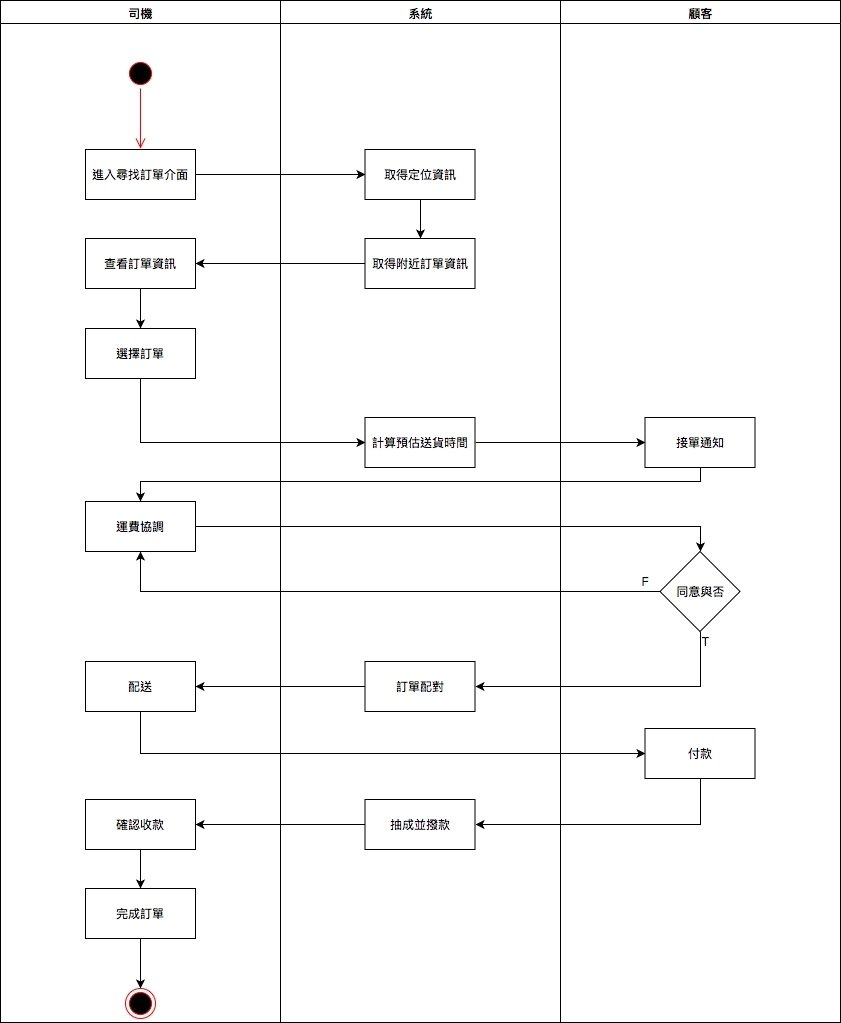 司機
系統
顧客
進入尋找訂單介面
取得定位資訊
查看訂單資訊
取得附近訂單資訊
選擇訂單
計算預估送貨時間
接單通知
運費協調
F
同意與否
T
配送
訂單配對
付款
確認收款
抽成並撥款
完成訂單